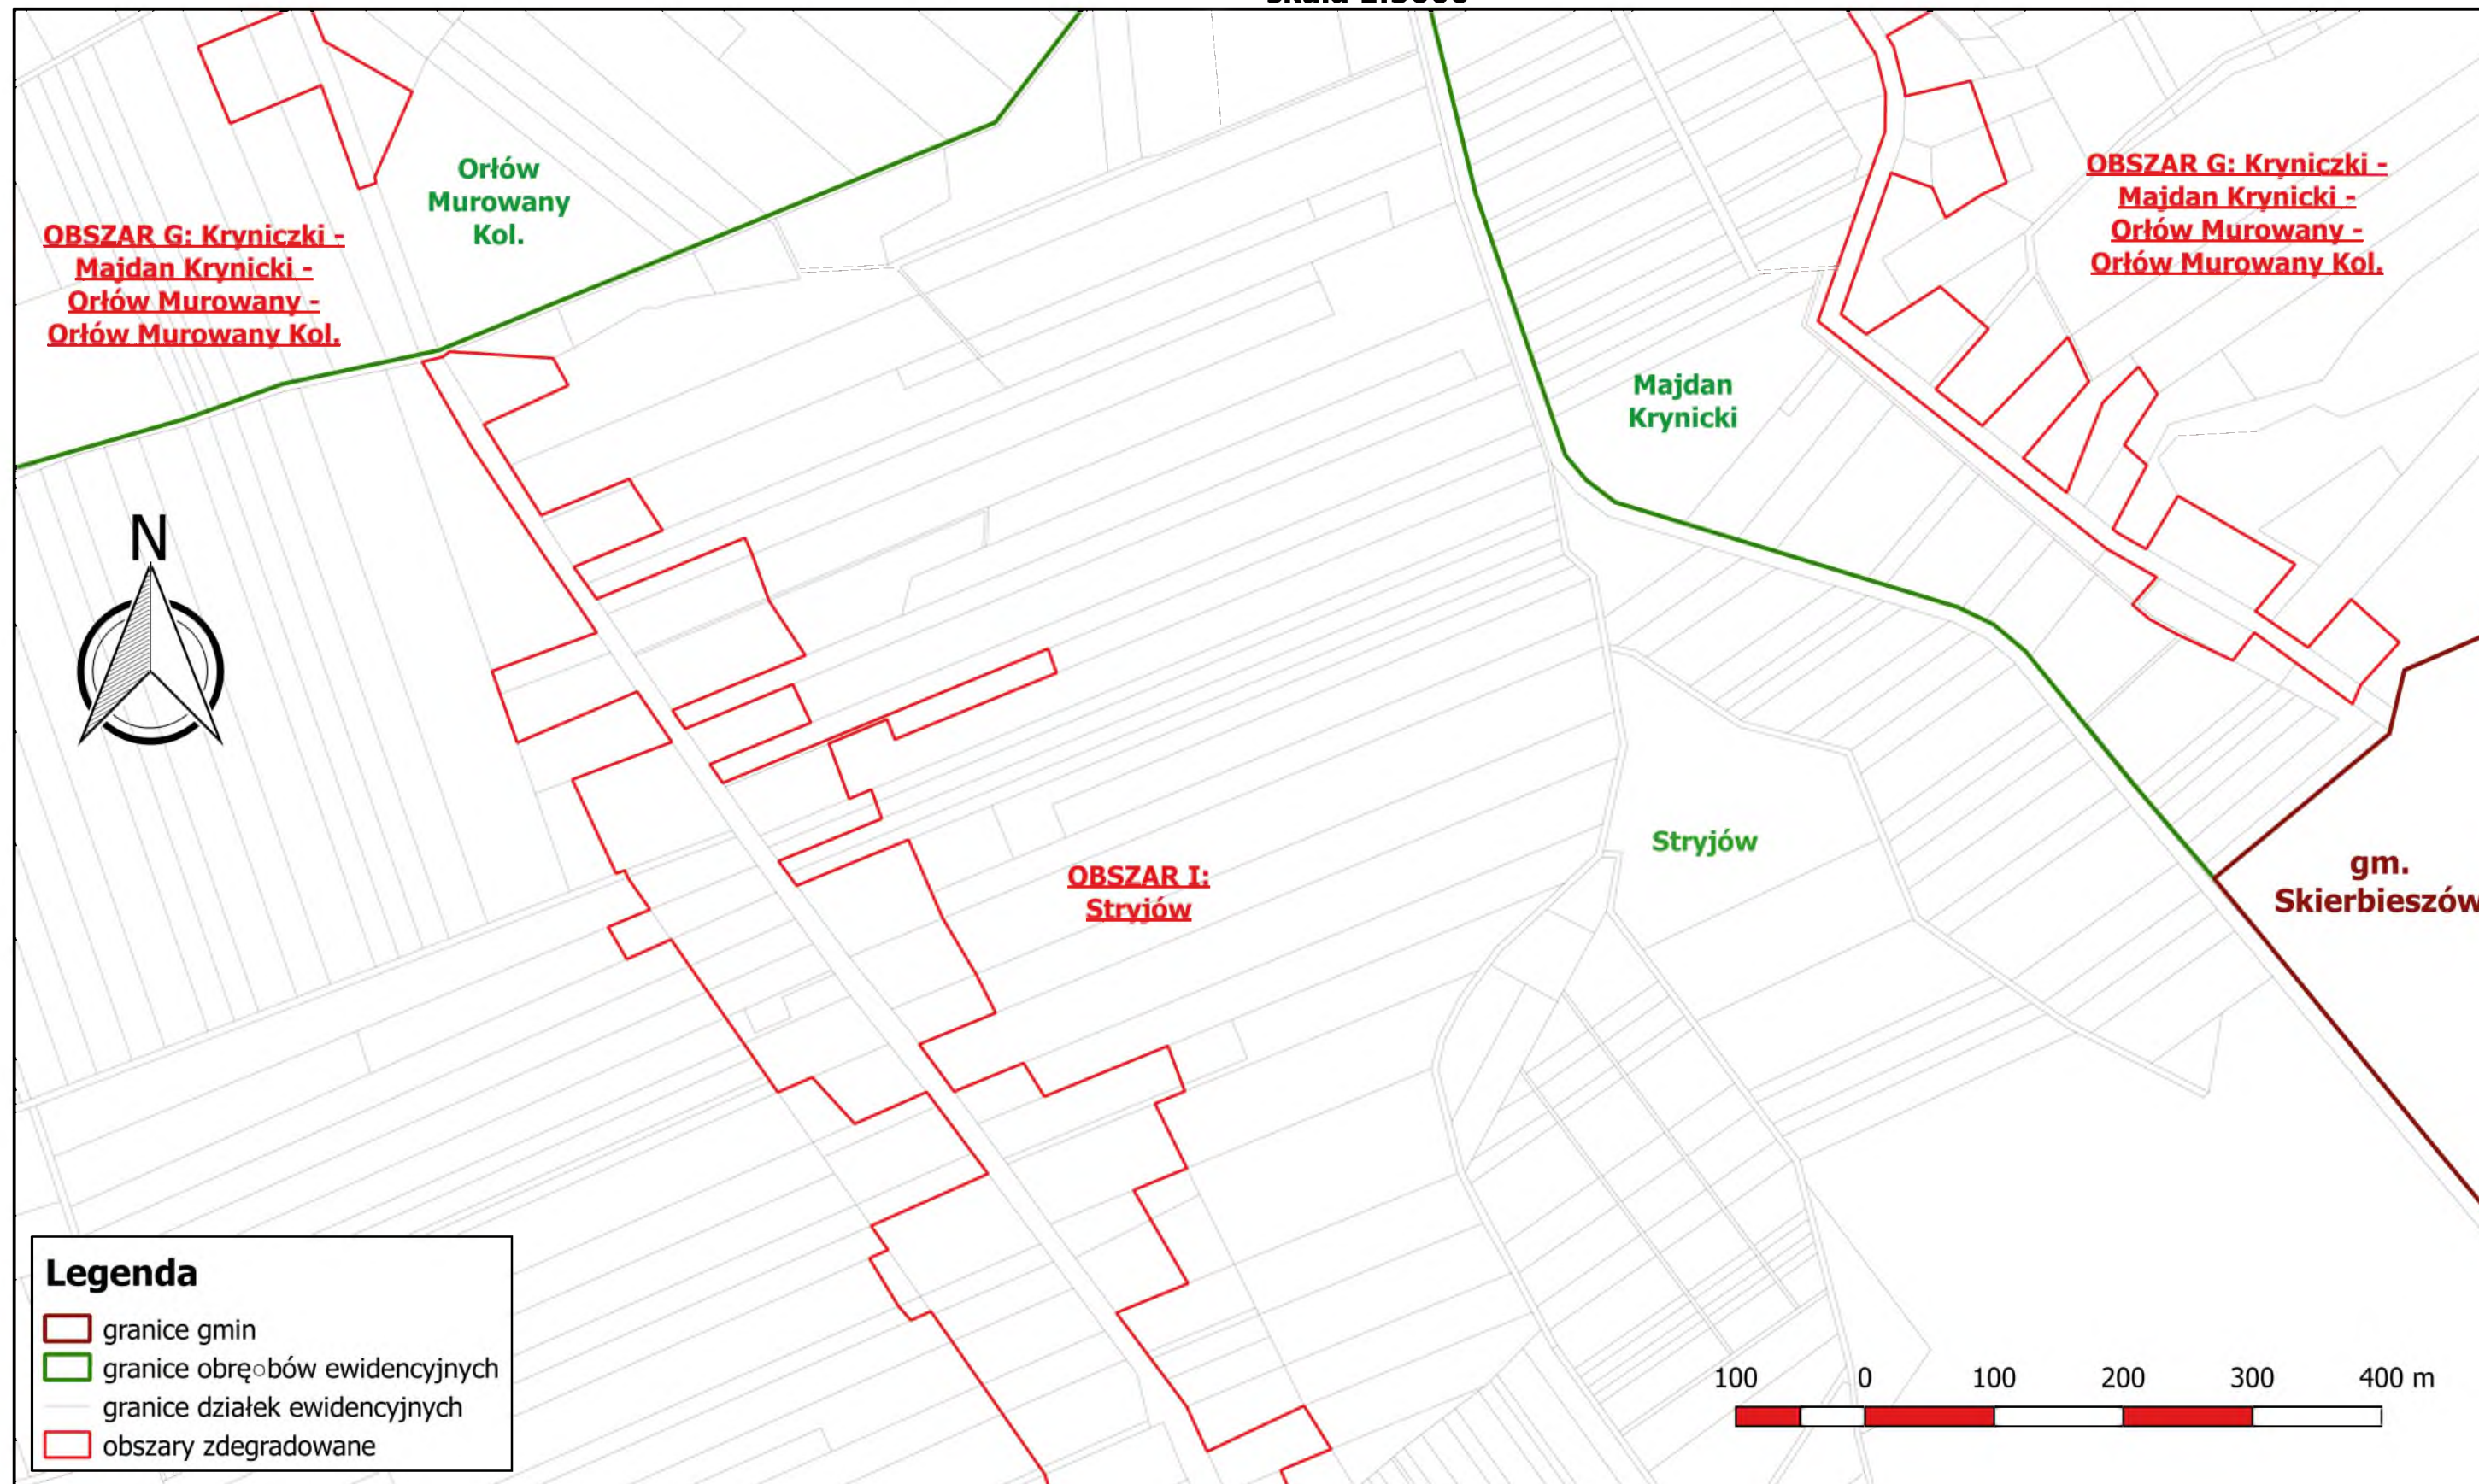 Orłów
Murowany
Kol.
OBSZAR G: Kryniczki -
Majdan Krynicki -
Orłów Murowany -
Orłów Murowany Kol.
OBSZAR G: Kryniczki -
Majdan Krynicki -
Orłów Murowany -
Orłów Murowany Kol.
Majdan
Krynicki
N
Stryjów
OBSZAR I:
Stryjów
gm.
Skierbieszów
Legenda
granice gmin
granice obrę○bów ewidencyjnych
granice działek ewidencyjnych
obszary zdegradowane
100 0 100 200 300 400 m